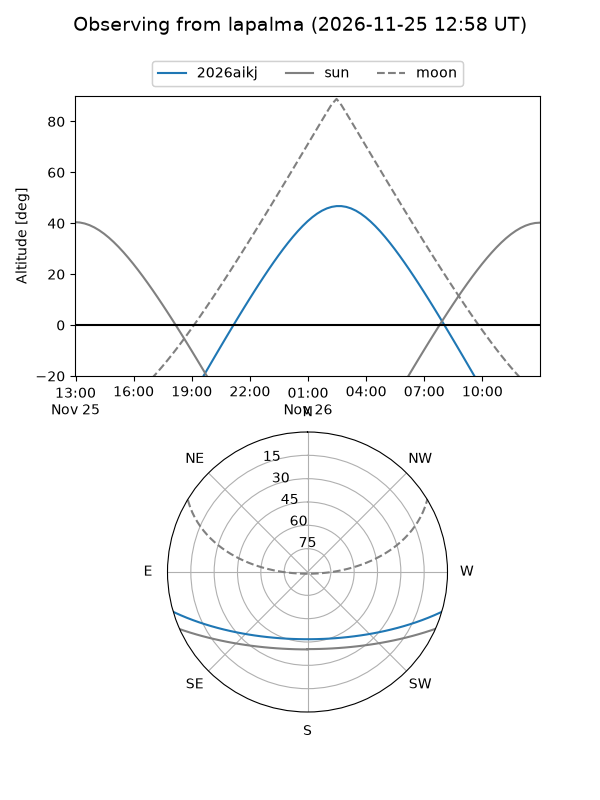 Observing from lapalma (2026-11-25 12:58 UT)
2026aikj
sun
moon
Altitude [deg]
80
60
40
20
0
−20
13:00 16:00 19:00 22:00 01:00 04:00 07:00 10:00
Nov 25 Nov 26
N
NE NW
15
30
45
60
75
E W
SE SW
S